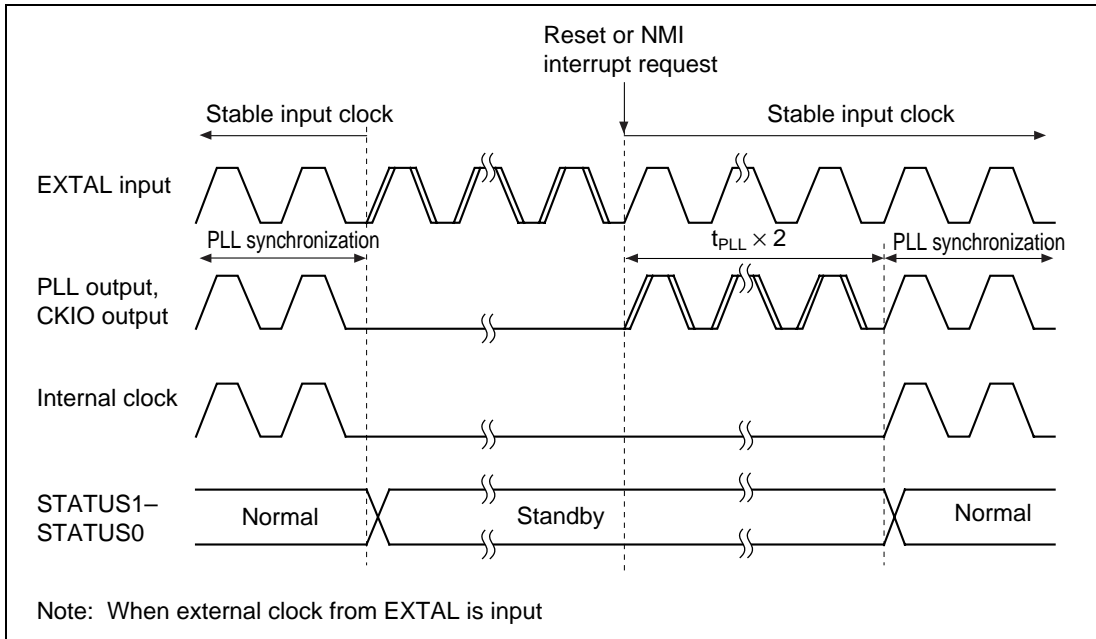 Reset or NMI
interrupt request
Stable input clock
Stable input clock
EXTAL input
PLL synchronization
tPLL × 2
PLL synchronization
PLL output,
CKIO output
Internal clock
STATUS1–
STATUS0
Normal
Standby
Normal
Note: When external clock from EXTAL is input